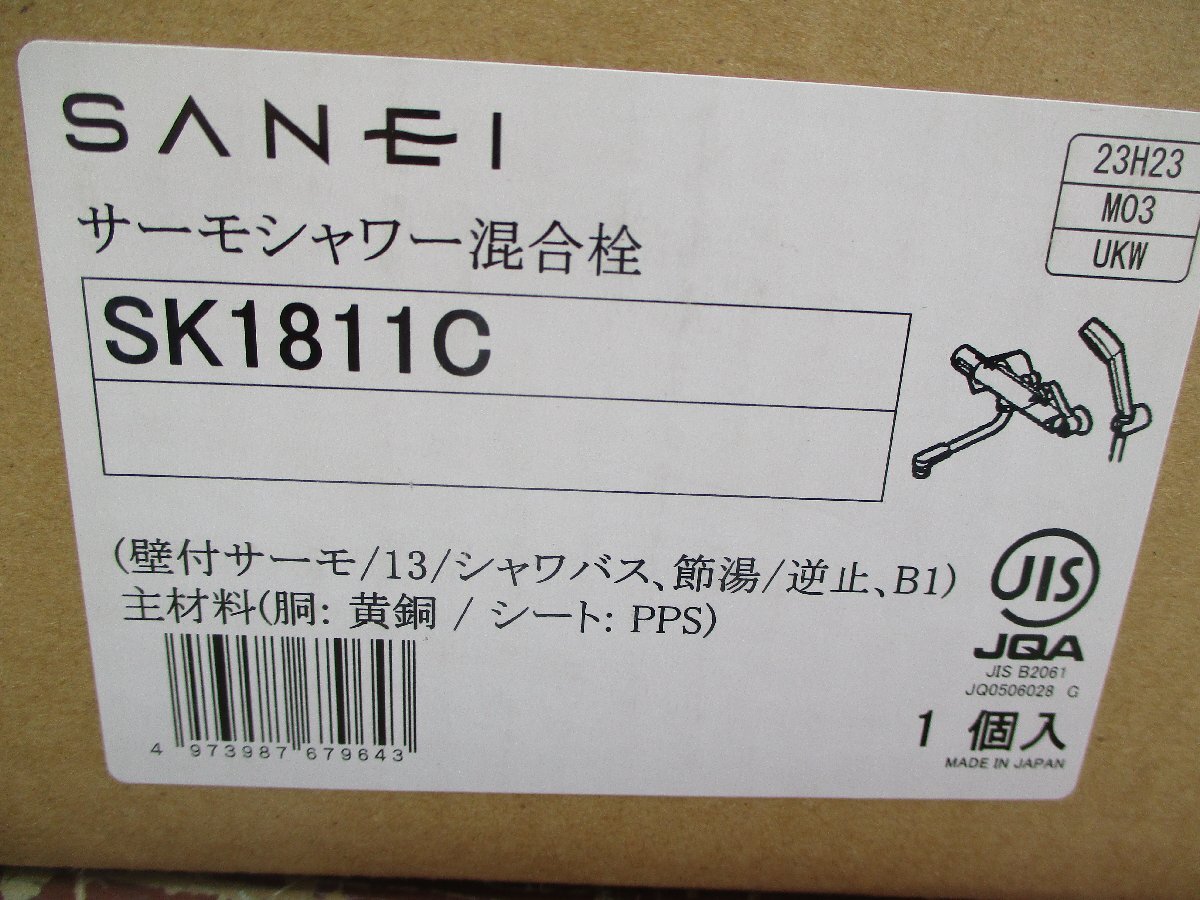 SANEI
23H23
M03
UKW
サーモシャワー混合栓
SK1811C
(壁付サーモ/13/シャワバス、節湯/逆止、B1)
主材料(胴: 黄銅 / シート: PPS)
JIS
JQA
JIS B2061
JQ0506028 G
4 973987 679643
1 個入
MADE IN JAPAN